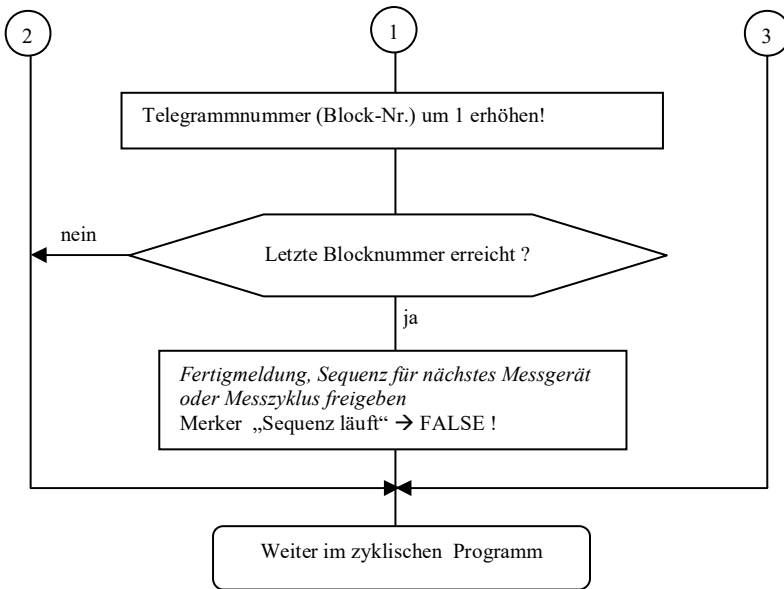 2
1
3
Telegrammnummer (Block-Nr.) um 1 erhöhen!
nein
Letzte Blocknummer erreicht ?
ja
Fertigmeldung, Sequenz für nächstes Messgerät
oder Messzyklus freigeben
Merker „Sequenz läuft“ → FALSE !
Weiter im zyklischen Programm